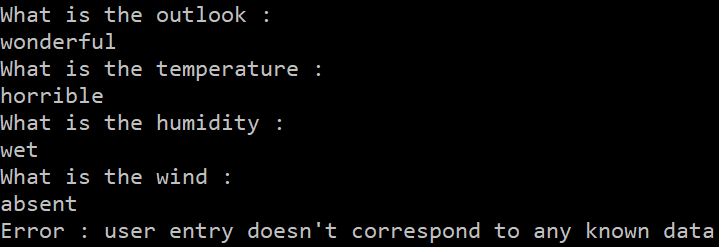 What is the outlook :
wonderful
What is the temperature :
horrible
What is the humidity :
wet
What is the wind :
absent
Error : user entry doesn't correspond to any known data